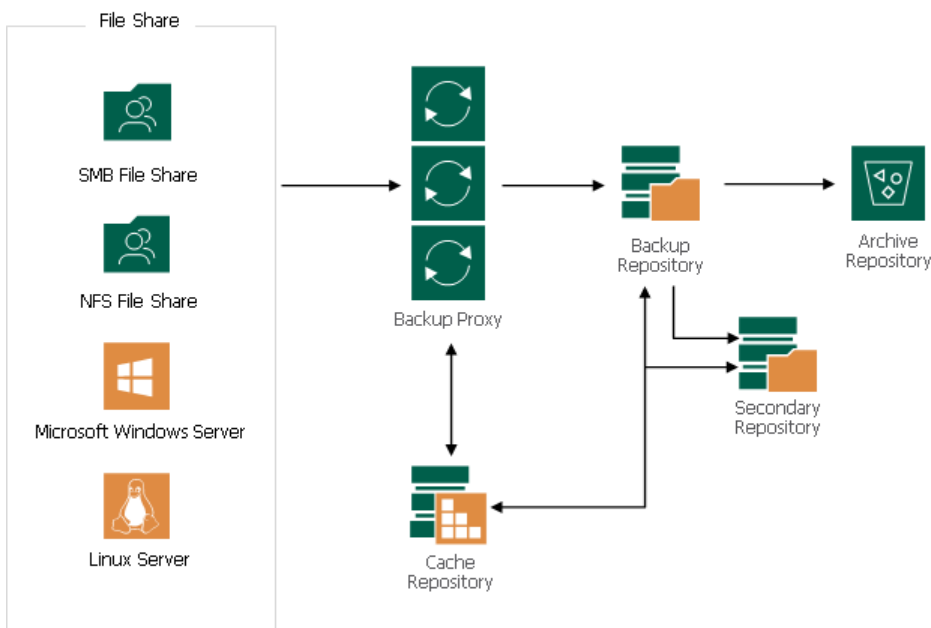 File Share
SMB File Share
NFS File Share
Microsoft Windows Server
Linux Server
Backup Proxy
Cache
Repository
Backup
Repository
Archive
Repository
Secondary
Repository